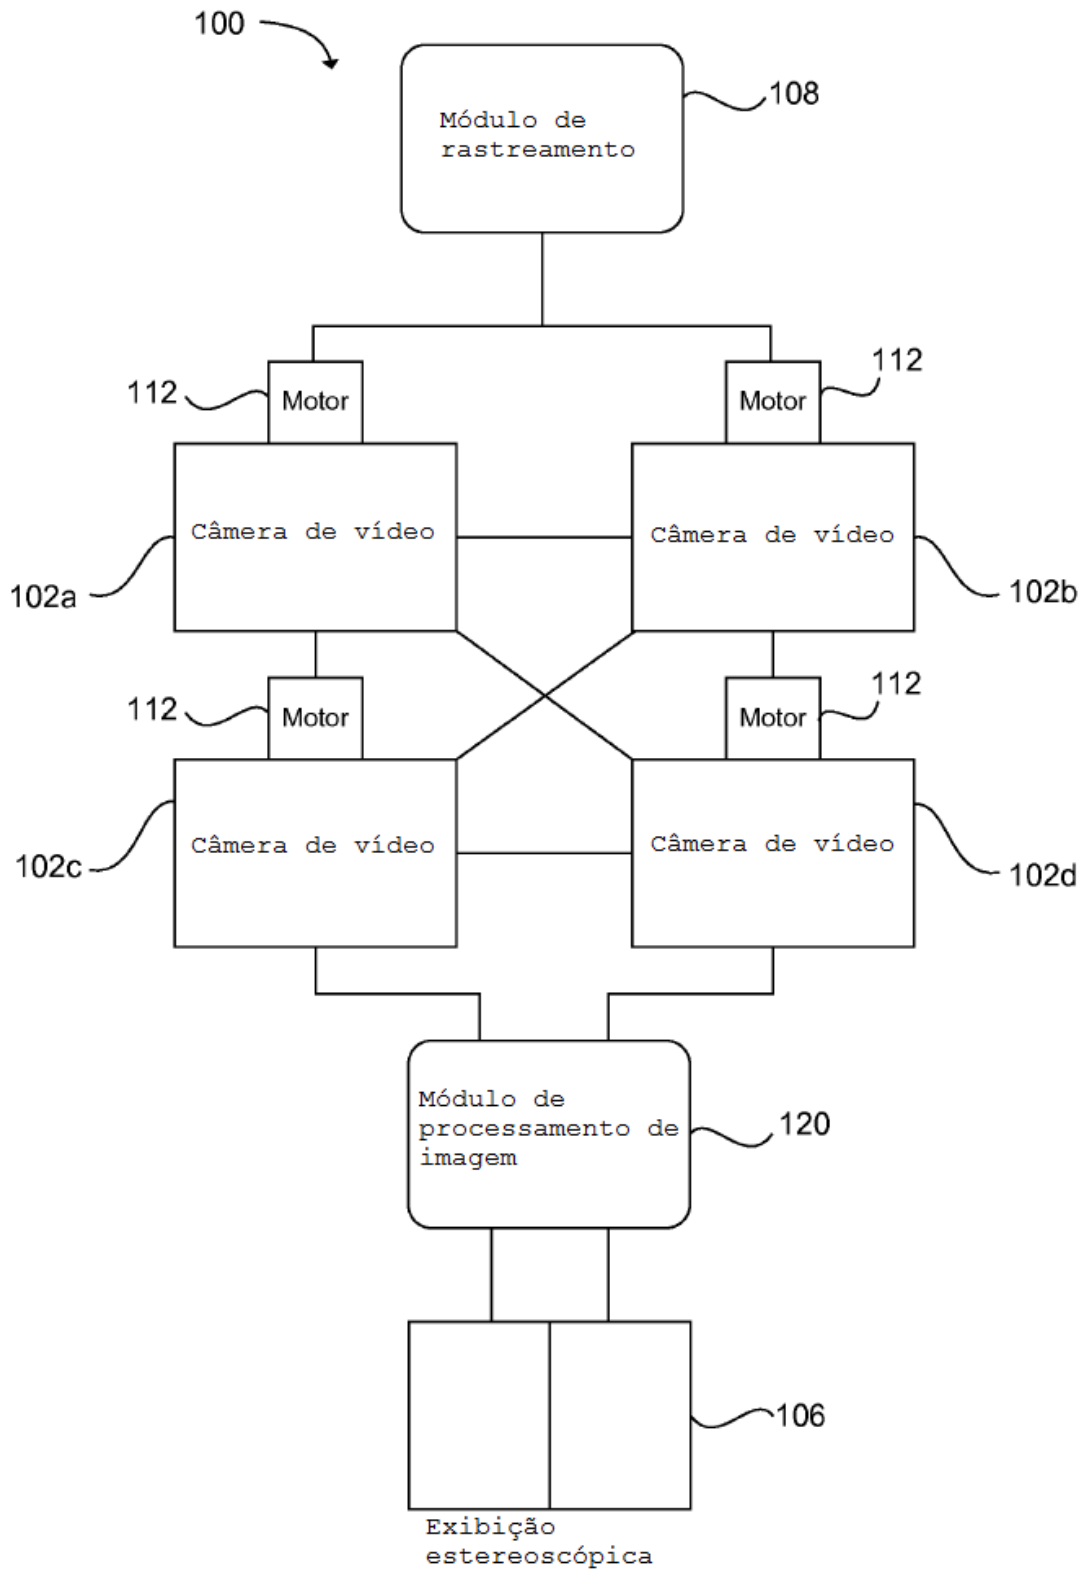 100
108
Módulo de
rastreamento
112
Motor
112
Motor
Câmera de vídeo
Câmera de vídeo
102a
102b
112
Motor
112
Motor
Câmera de vídeo
Câmera de vídeo
102c
102d
Módulo de
processamento de
imagem
120
106
Exibição
estereoscópica